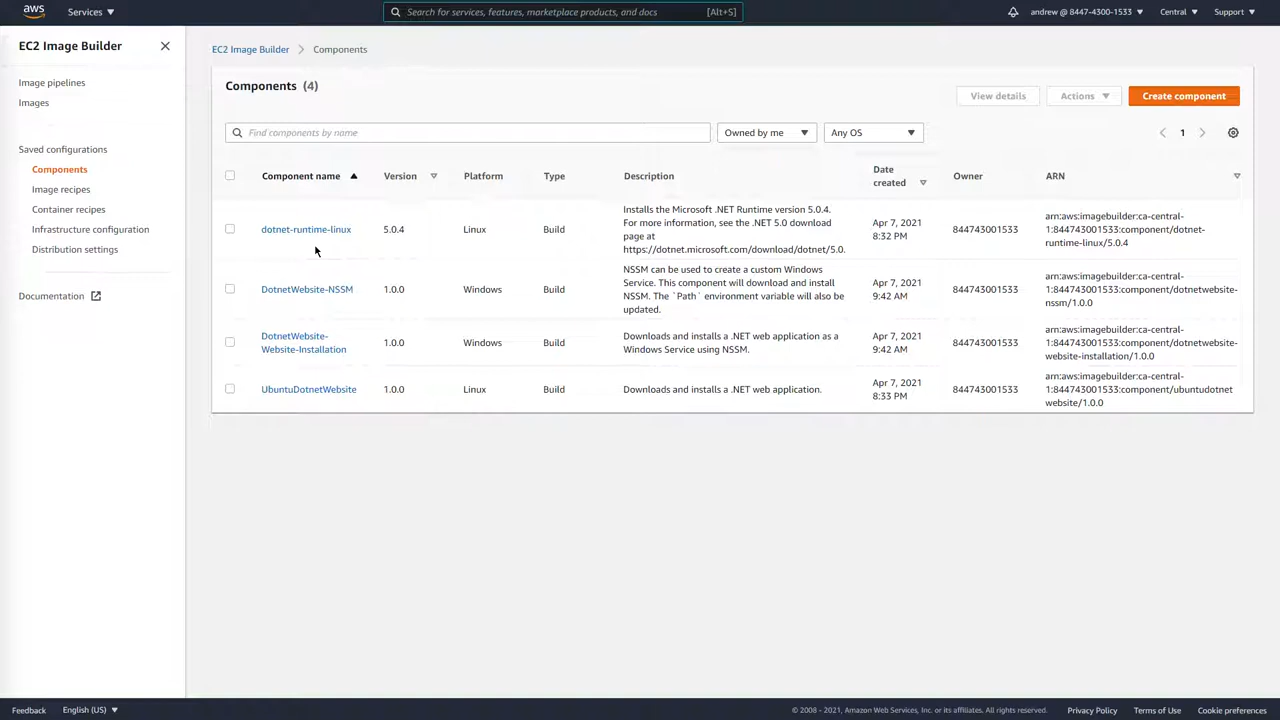 aws
Services
Search for services, features, marketplace products, and docs
[Alt+S]
andrew @ 8447-4300-1533
Central
Support
EC2 Image Builder
Image pipelines
Images
Saved configurations
Components
Image recipes
Container recipes
Infrastructure configuration
Distribution settings
Documentation
EC2 Image Builder
Components
Components (4)
View details
Actions
Create component
Find components by name
Owned by me
Any OS
1
Component name
Version
Platform
Type
Description
Date
created
Owner
ARN
dotnet-runtime-linux
5.0.4
Linux
Build
Installs the Microsoft .NET Runtime version 5.0.4.
For more information, see the .NET 5.0 download
page at
https://dotnet.microsoft.com/download/dotnet/5.0.
Apr 7, 2021
8:32 PM
844743001533
arn:aws:imagebuilder:ca-central-
1:844743001533:component/dotnet-
runtime-linux/5.0.4
DotnetWebsite-NSSM
1.0.0
Windows
Build
NSSM can be used to create a custom Windows
Service. This component will download and install
NSSM. The `Path` environment variable will also be
updated.
Apr 7, 2021
9:42 AM
844743001533
arn:aws:imagebuilder:ca-central-
1:844743001533:component/dotnetwebsite-
nssm/1.0.0
DotnetWebsite-
Website-Installation
1.0.0
Windows
Build
Downloads and installs a .NET web application as a
Windows Service using NSSM.
Apr 7, 2021
9:42 AM
844743001533
arn:aws:imagebuilder:ca-central-
1:844743001533:component/dotnetwebsite-
website-installation/1.0.0
UbuntuDotnetWebsite
1.0.0
Linux
Build
Downloads and installs a .NET web application.
Apr 7, 2021
8:33 PM
844743001533
arn:aws:imagebuilder:ca-central-
1:844743001533:component/ubuntudotnet
website/1.0.0
Feedback
English (US)
© 2008 - 2021, Amazon Web Services, Inc. or its affiliates. All rights reserved.
Privacy Policy
Terms of Use
Cookie preferences